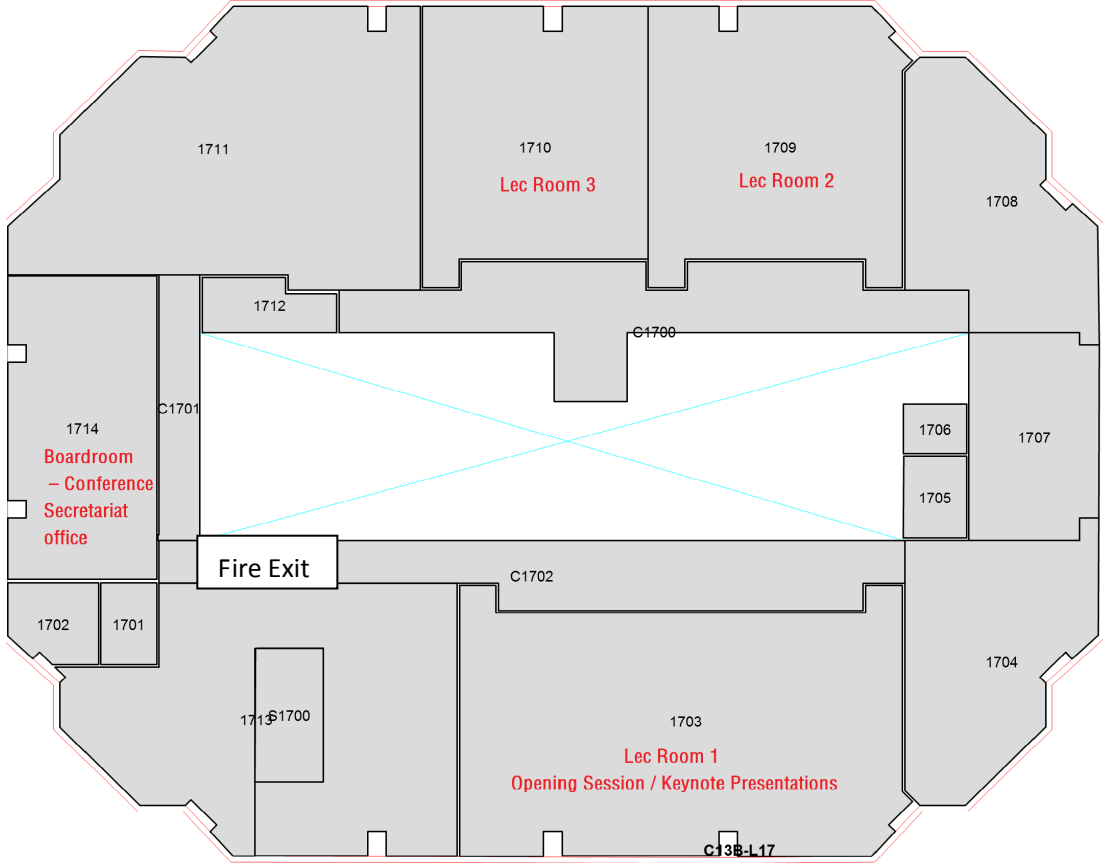 1711
1710
Lec Room 3
1709
Lec Room 2
1708
1712
C1700
C1701
1714
Boardroom
– Conference
Secretariat
office
1706
1707
1705
Fire Exit
C1702
1702
1701
1704
1713
S1700
1703
Lec Room 1
Opening Session / Keynote Presentations
C13B-L17